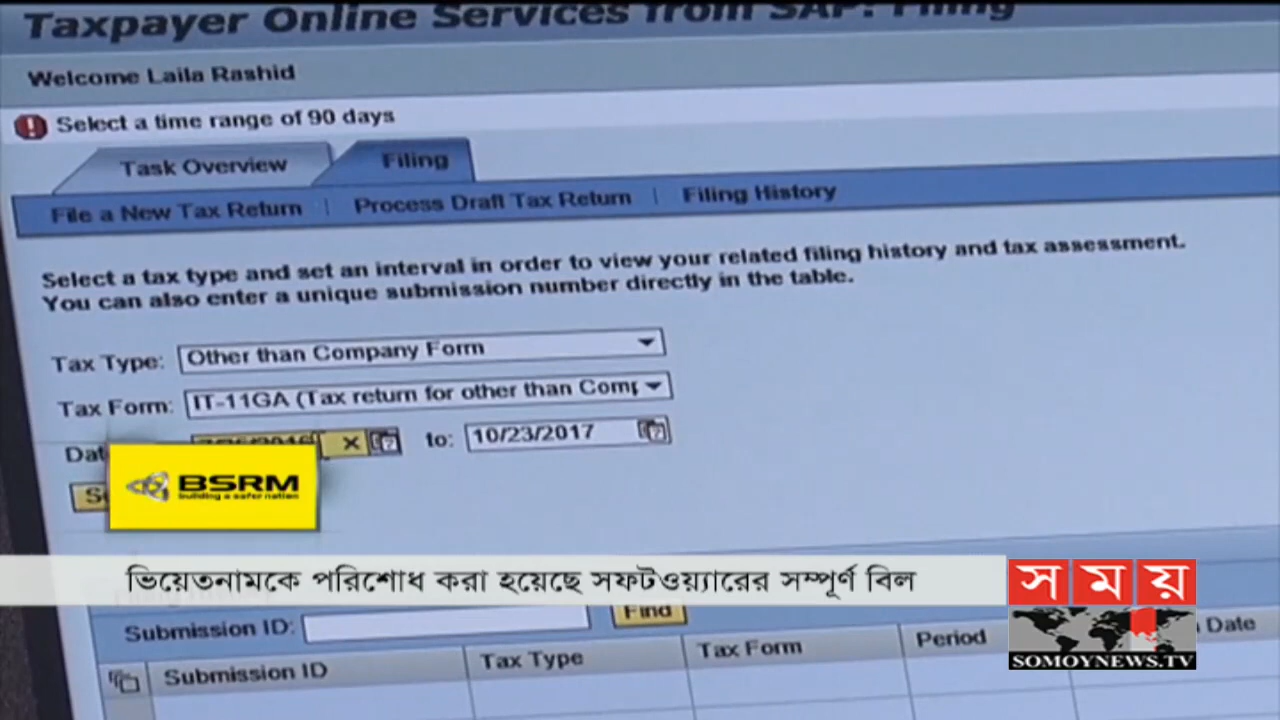 Taxpayer Online Services from SAP: Filing
Welcome Laila Rashid
Select a time range of 90 days
Task Overview
Filing
File a New Tax Return | Process Draft Tax Return | Filing History
Select a tax type and set an interval in order to view your related filing history and tax assessment.
You can also enter a unique submission number directly in the table.
Tax Type: Other than Company Form
Tax Form: IT-11GA (Tax return for other than Comp
to: 10/23/2017
BSRM
building a safer nation
ভিয়েতনামকে পরিশোধ করা হয়েছে সফটওয়্যারের সম্পূর্ণ বিল
সময়
SOMOYNEWS.TV
Submission ID: Find
Submission ID Tax Type Tax Form Period Date